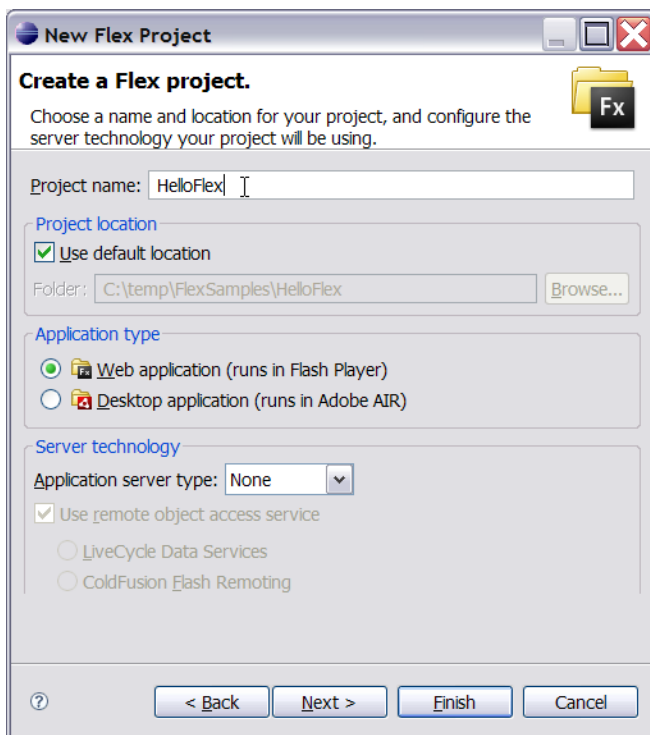 New Flex Project
Create a Flex project.
Fx
Choose a name and location for your project, and configure the
server technology your project will be using.
Project name: HelloFlex
Project location
Use default location
Folder: C:\temp\FlexSamples\HelloFlex Browse...
Application type
Web application (runs in Flash Player)
Desktop application (runs in Adobe AIR)
Server technology
Application server type: None
Use remote object access service
LiveCycle Data Services
ColdFusion Flash Remoting
? < Back Next > Finish Cancel